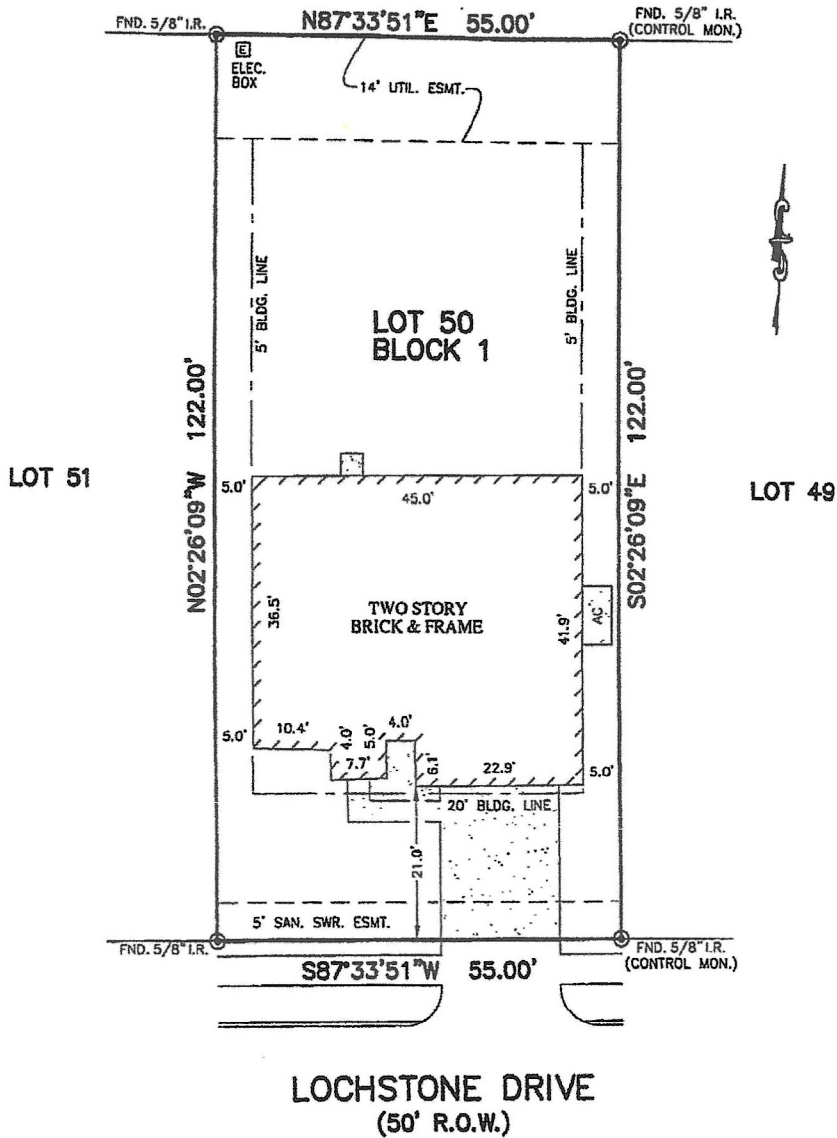 FND. 5/8" I.R.
N87°33'51"E 55.00'
FND. 5/8" I.R.
(CONTROL MON.)
E
ELEC.
BOX
14' UTIL. ESMT.
5' BLDG. LINE
5' BLDG. LINE
LOT 50
BLOCK 1
N02°26'09"W 122.00'
S02°26'09"E 122.00'
LOT 51
LOT 49
5.0'
45.0'
5.0'
36.5'
TWO STORY
BRICK & FRAME
41.9'
AC
5.0'
10.4'
4.0'
7.7'
5.0'
4.0'
6.1'
22.9'
5.0'
20' BLDG. LINE
21.0'
5' SAN. SWR. ESMT.
FND. 5/8" I.R.
S87°33'51"W 55.00'
FND. 5/8" I.R.
(CONTROL MON.)
LOCHSTONE DRIVE
(50' R.O.W.)